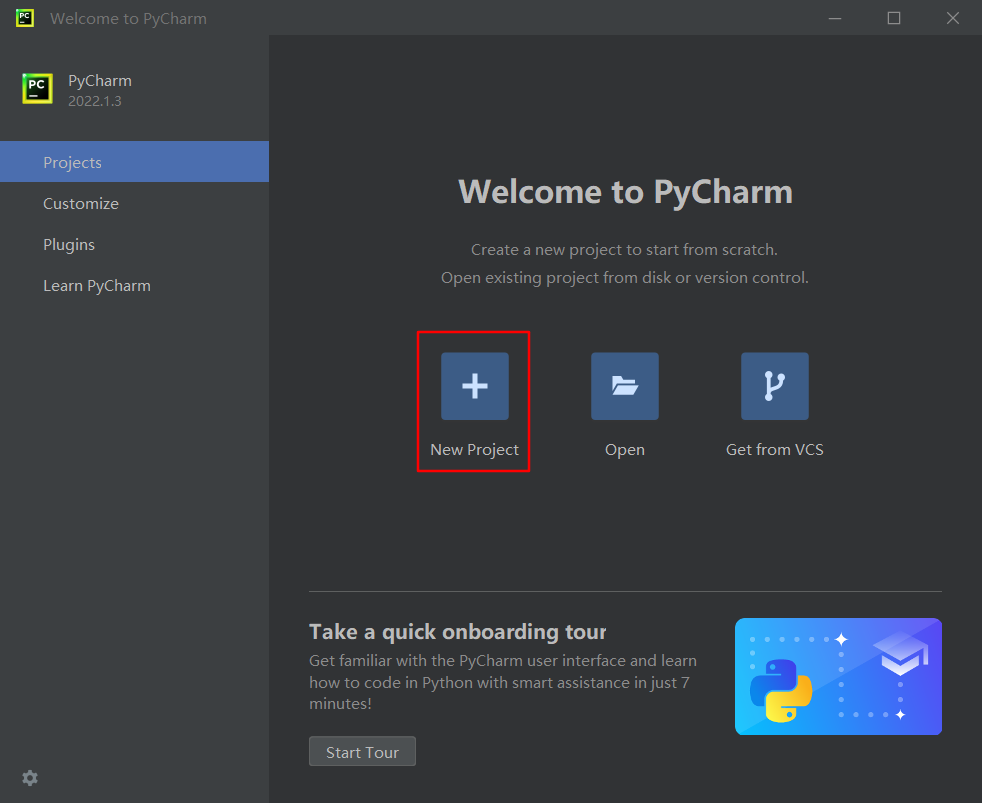 PC
Welcome to PyCharm
PC
PyCharm
2022.1.3
Projects
Customize
Plugins
Learn PyCharm
Welcome to PyCharm
Create a new project to start from scratch.
Open existing project from disk or version control.
New Project
Open
Get from VCS
Take a quick onboarding tour
Get familiar with the PyCharm user interface and learn
how to code in Python with smart assistance in just 7
minutes!
Start Tour